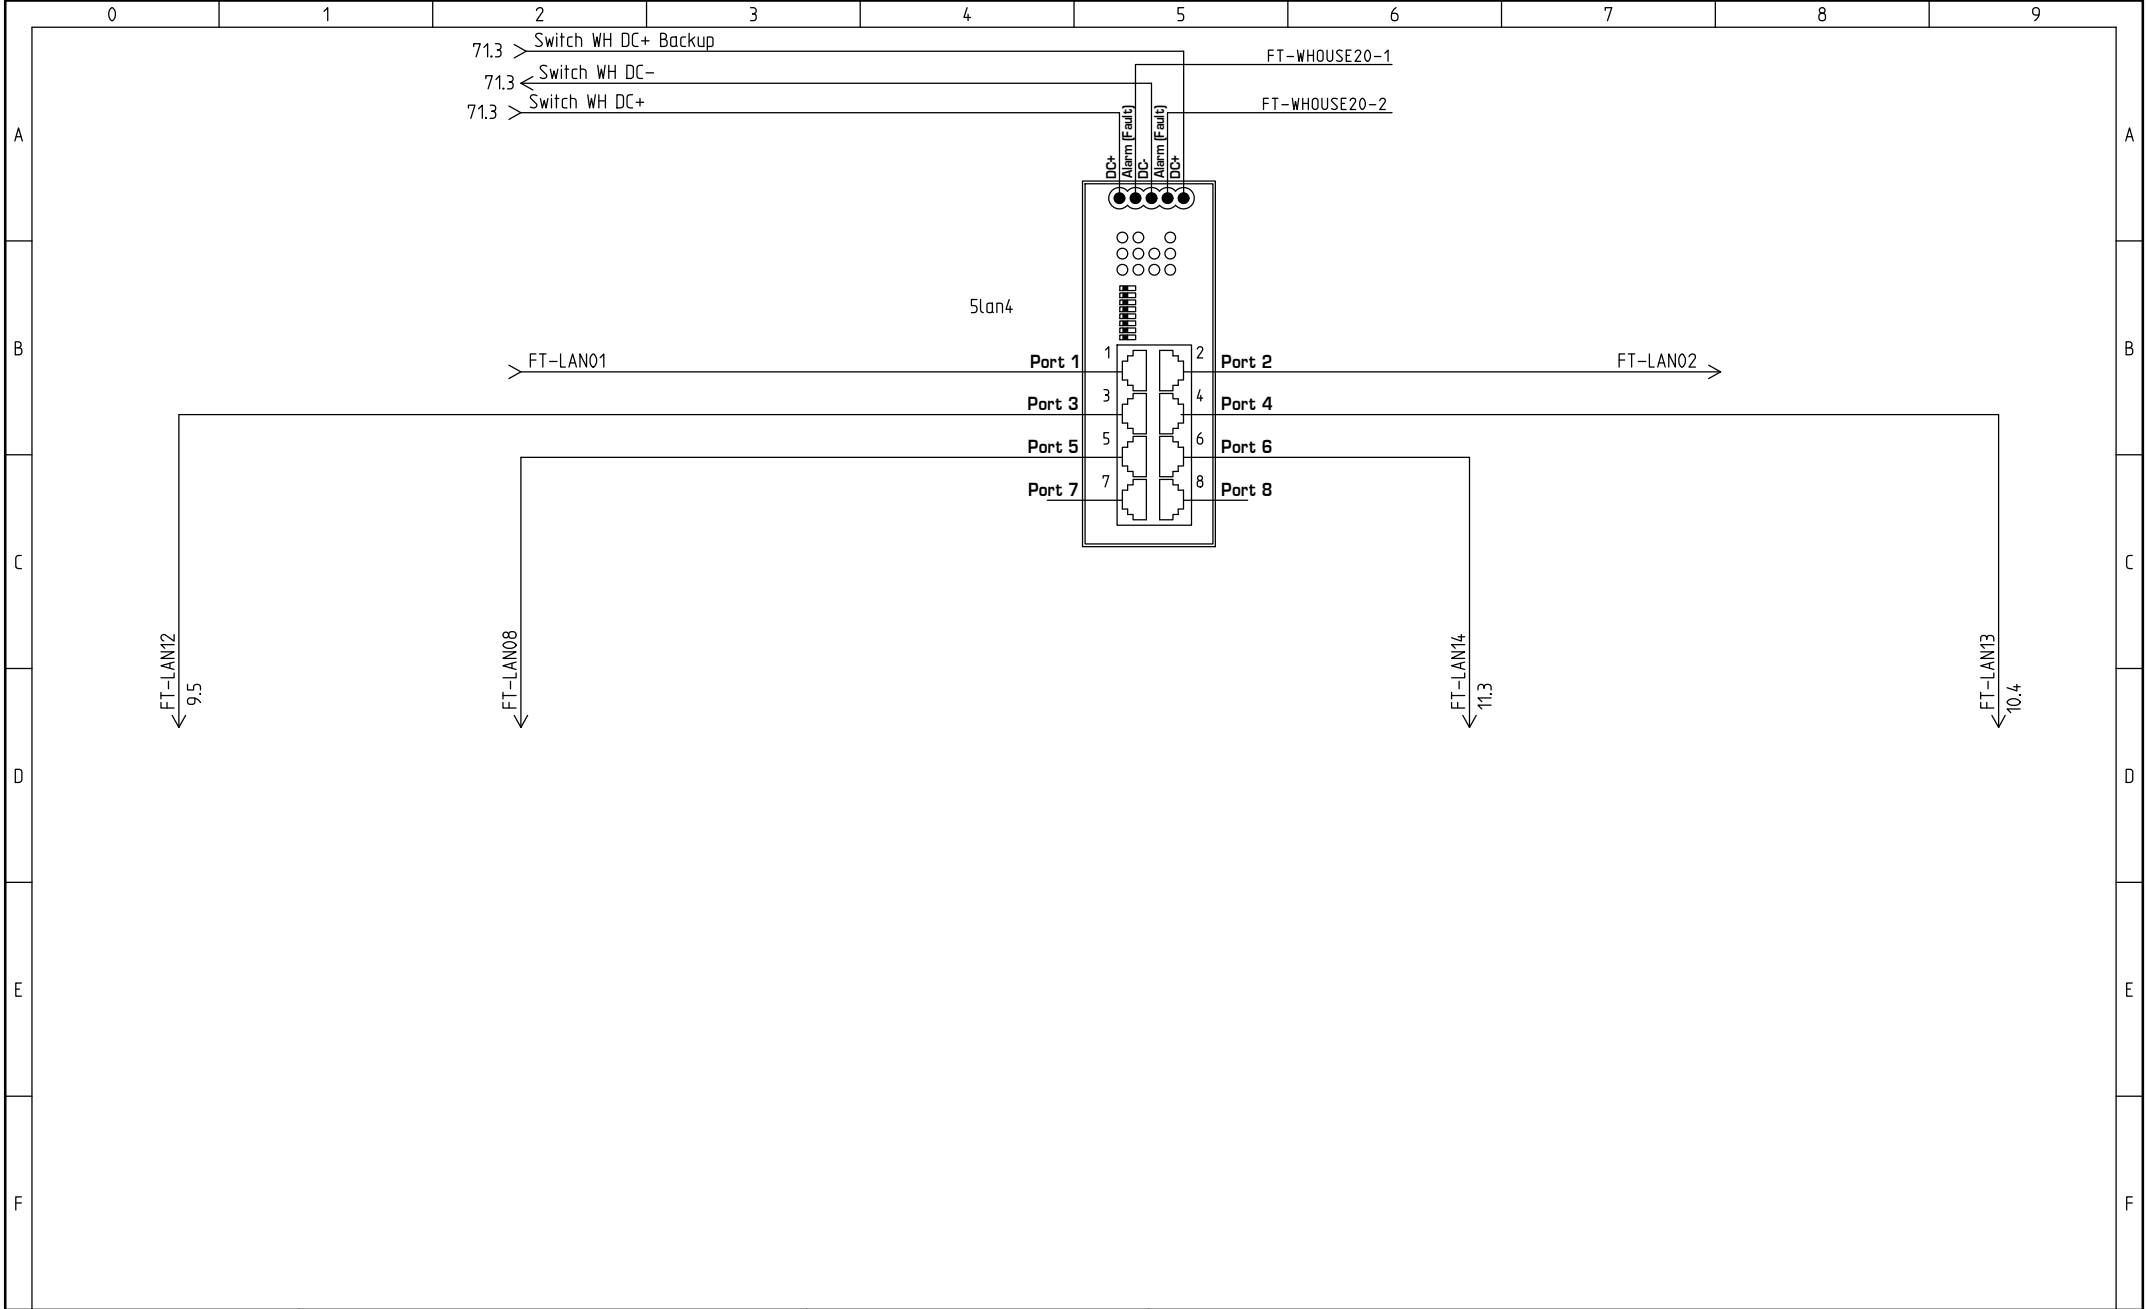 0 1 2 3 4 5 6 7 8 9
71.3 Switch WH DC+ Backup
FT-WHOUSE20-1
71.3 Switch WH DC-
71.3 Switch WH DC+
FT-WHOUSE20-2
A A
DC+
Alarm (Fault)
DC-
Alarm (Fault)
DC+
5lan4
B B
FT-LAN01 Port 1 1 2 Port 2 FT-LAN02
Port 3 3 4 Port 4
Port 5 5 6 Port 6
Port 7 7 8 Port 8
C C
FT-LAN12
9.5
FT-LAN08
FT-LAN14
11.3
FT-LAN13
10.4
D D
E E
F F